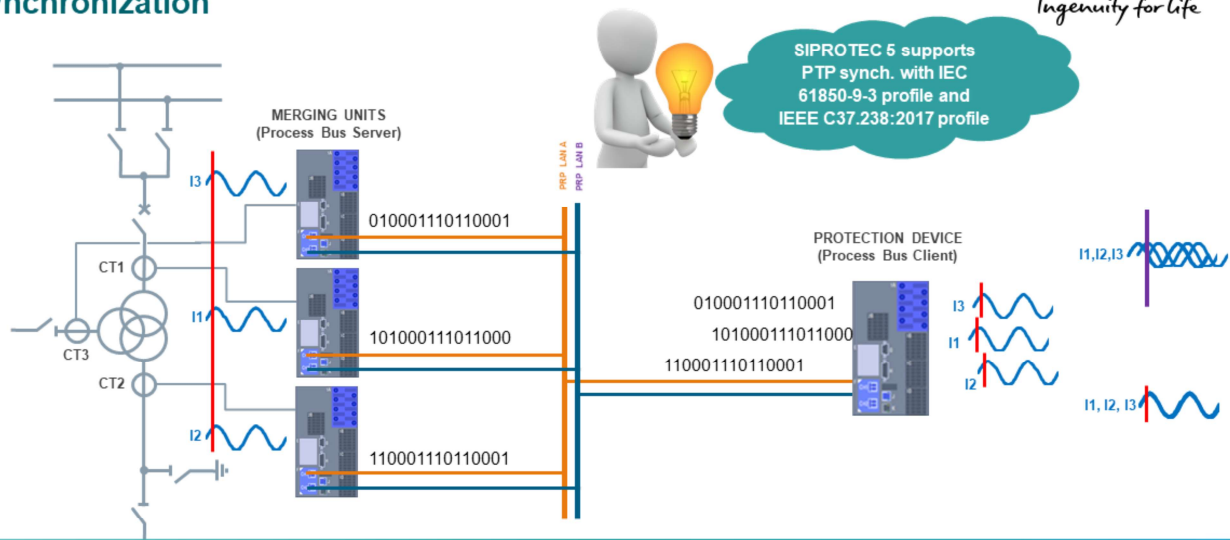 Ingenuity for life
SIPROTEC 5 supports
PTP synch. with IEC
61850-9-3 profile and
IEEE C37.238:2017 profile
MERGING UNITS
(Process Bus Server)
PRP LAN A
PRP LAN B
I3
010001110110001
PROTECTION DEVICE
(Process Bus Client)
I1,I2,I3
CT1
010001110110001
I3
I1
101000111011000
101000111011000
I1
CT3
110001110110001
CT2
I2
I1, I2, I3
I2
110001110110001